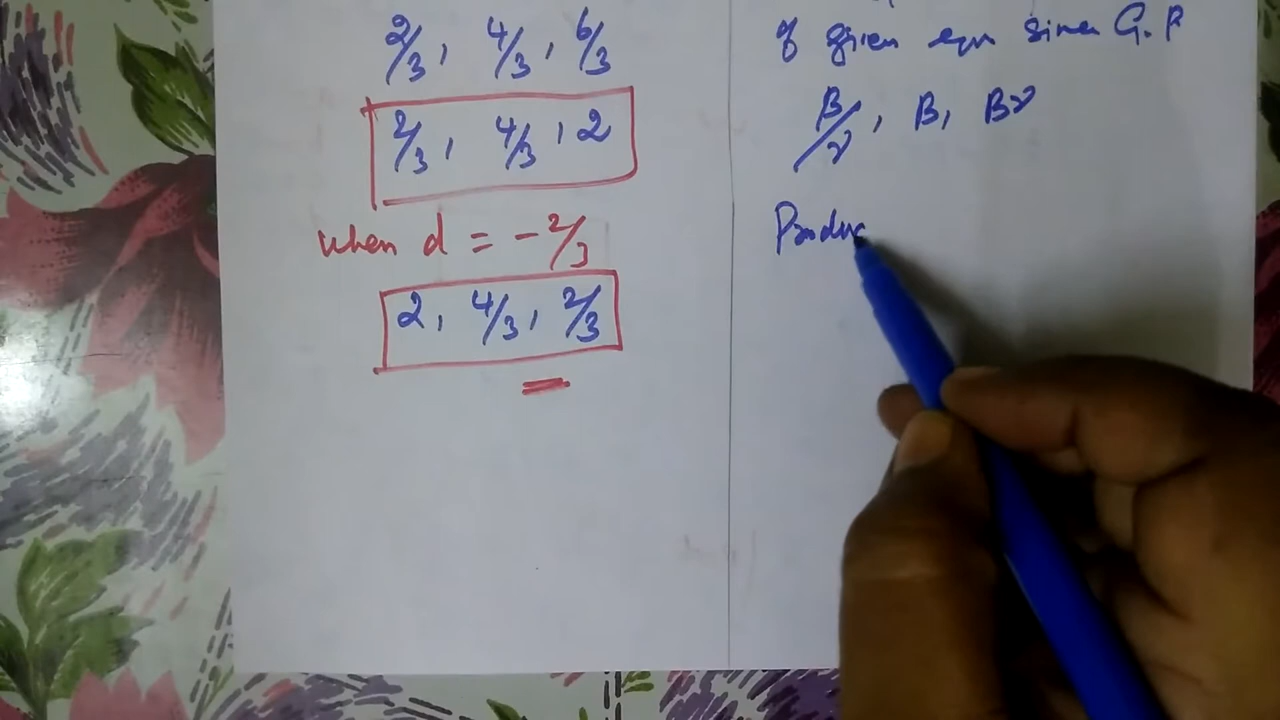 2/3, 4/3, 6/3
2/3, 4/3, 2
when d = -2/3
2, 4/3, 2/3
of given eqn since G.P
β/γ, β, βγ
Produc